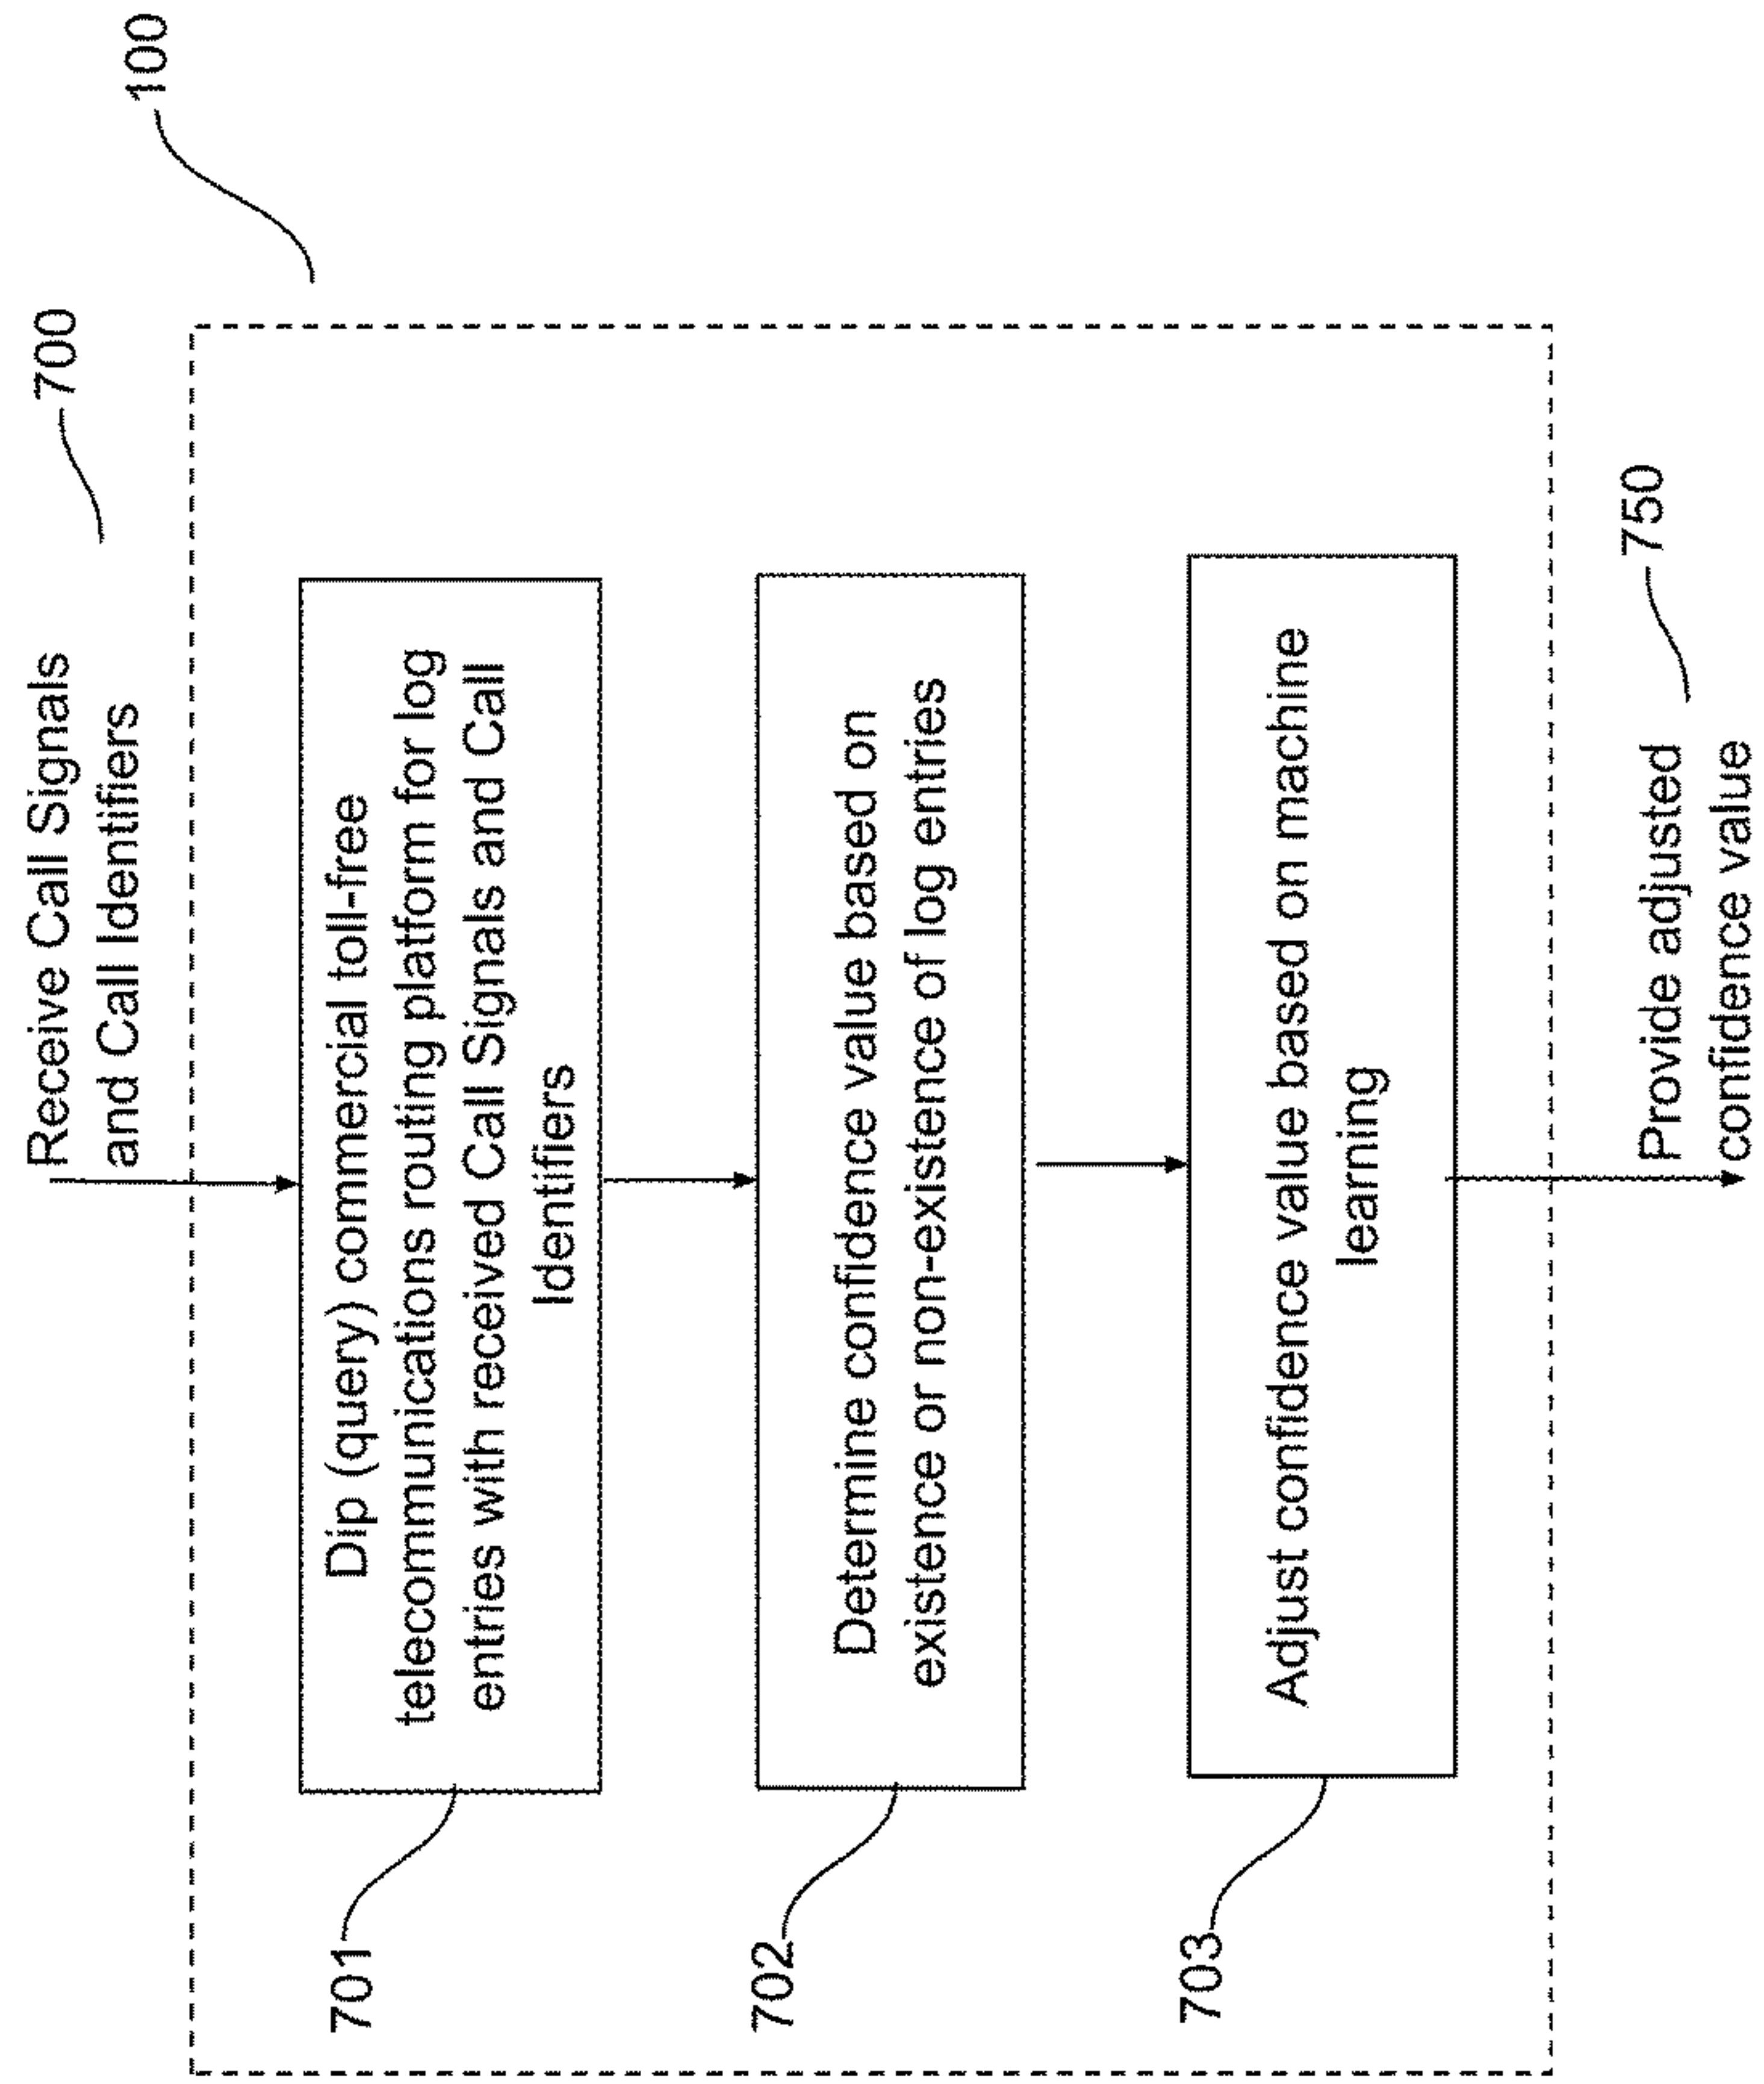 100
700
Receive Call Signals
and Call Identifiers
701
Dip (query) commercial toll-free
telecommunications routing platform for log
entries with received Call Signals and Call
Identifiers
702
Determine confidence value based on
existence or non-existence of log entries
703
Adjust confidence value based on machine
learning
750
Provide adjusted
confidence value